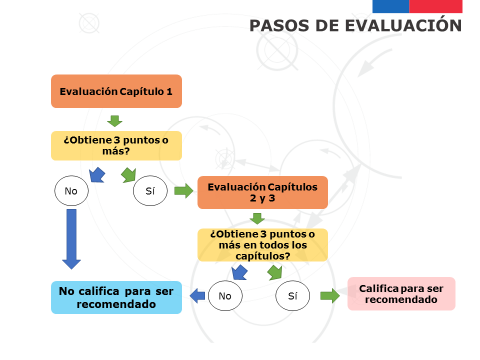 PASOS DE EVALUACIÓN
Evaluación Capítulo 1
¿Obtiene 3 puntos o
más?
No
Sí
Evaluación Capítulos
2 y 3
¿Obtiene 3 puntos o
más en todos los
capítulos?
No califica para ser
recomendado
No
Sí
Califica para ser
recomendado